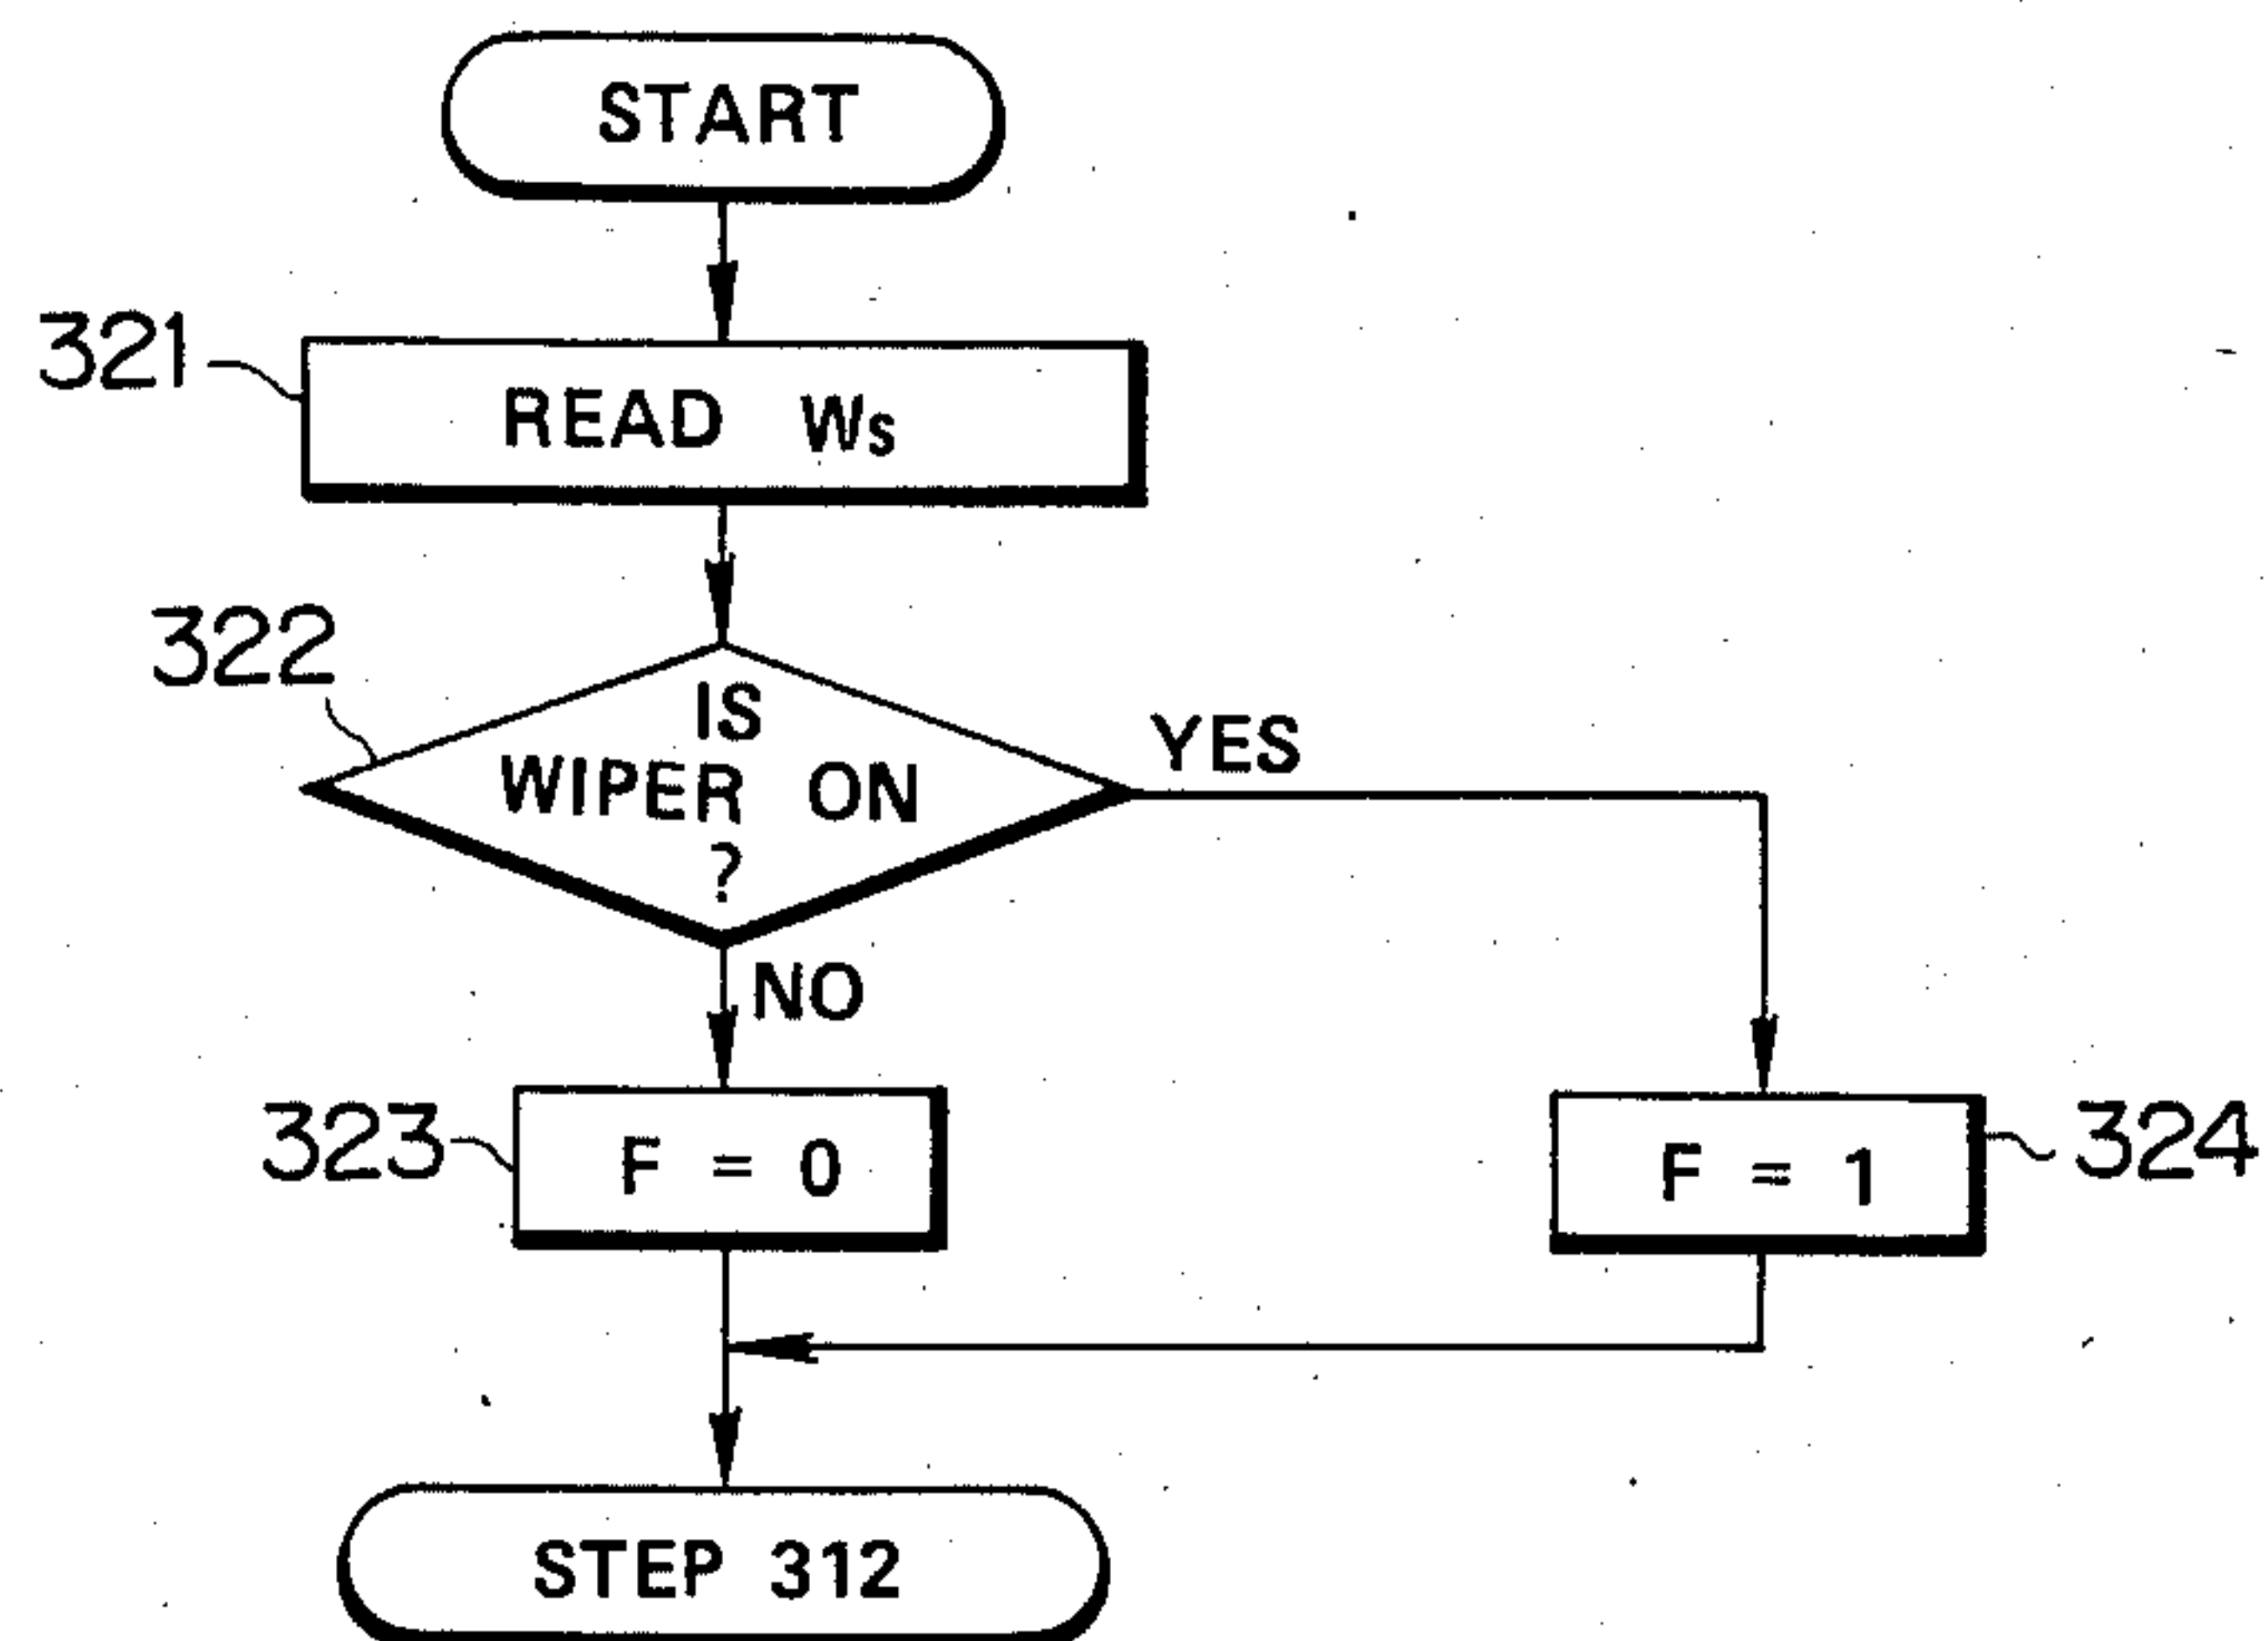 START
321
READ Ws
322
IS
WIPER ON
?
YES
NO
323
F = 0
F = 1
324
STEP 312